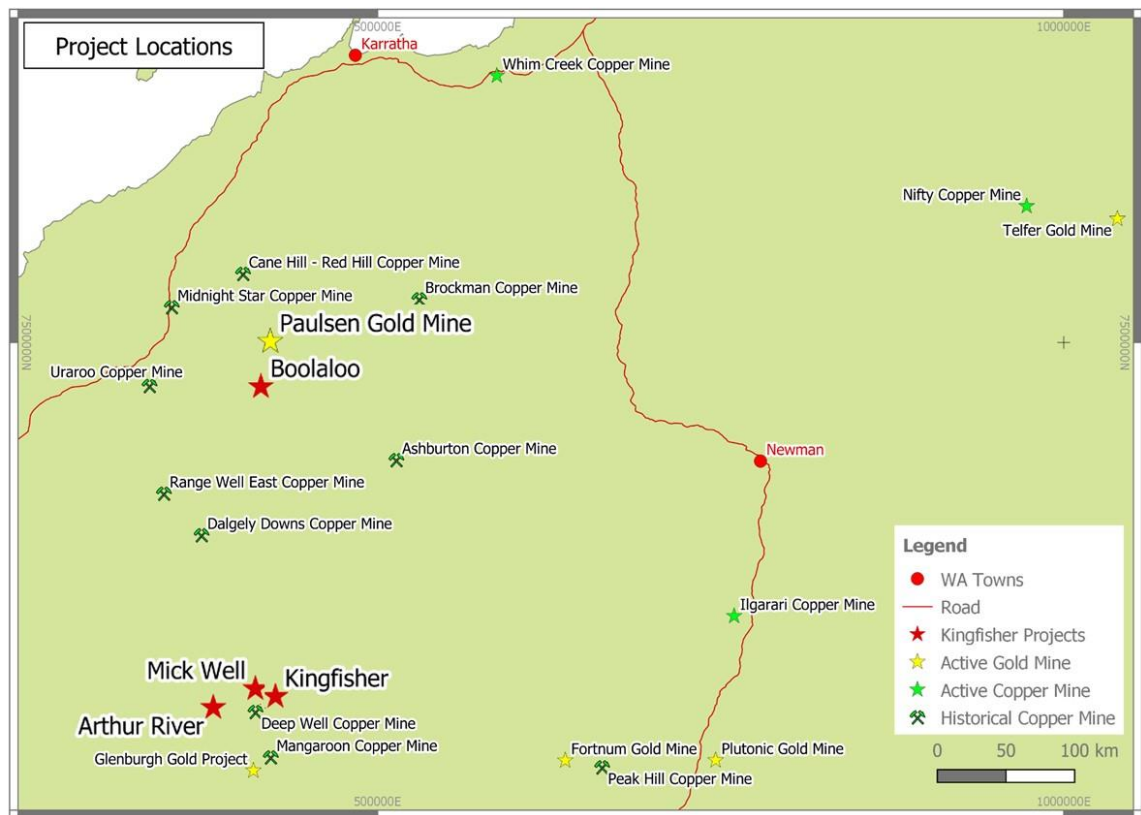 Project Locations
500000E
1000000E
Karratha
Whim Creek Copper Mine
Nifty Copper Mine
Telfer Gold Mine
Cane Hill - Red Hill Copper Mine
Brockman Copper Mine
Midnight Star Copper Mine
Paulsen Gold Mine
7500000N
7500000N
Boolaloo
Uraroo Copper Mine
Ashburton Copper Mine
Newman
Range Well East Copper Mine
Dalgely Downs Copper Mine
Legend
WA Towns
Road
Kingfisher Projects
Active Gold Mine
Active Copper Mine
Historical Copper Mine
0 50 100 km
Ilgarari Copper Mine
Mick Well
Kingfisher
Arthur River
Deep Well Copper Mine
Mangaroon Copper Mine
Glenburgh Gold Project
Fortnum Gold Mine
Plutonic Gold Mine
Peak Hill Copper Mine
500000E
1000000E